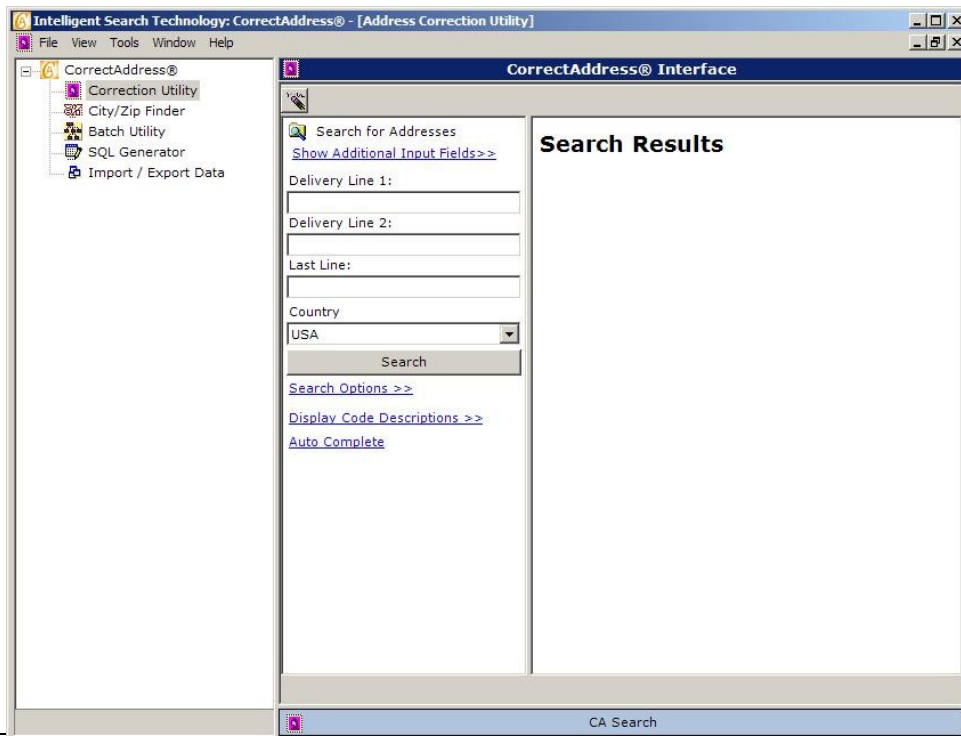 Intelligent Search Technology: CorrectAddress® - [Address Correction Utility]
File View Tools Window Help
CorrectAddress®
Correction Utility
City/Zip Finder
Batch Utility
SQL Generator
Import / Export Data
CorrectAddress® Interface
Search for Addresses
Show Additional Input Fields>>
Delivery Line 1:
Delivery Line 2:
Last Line:
Country
USA
Search
Search Options >>
Display Code Descriptions >>
Auto Complete
Search Results
CA Search